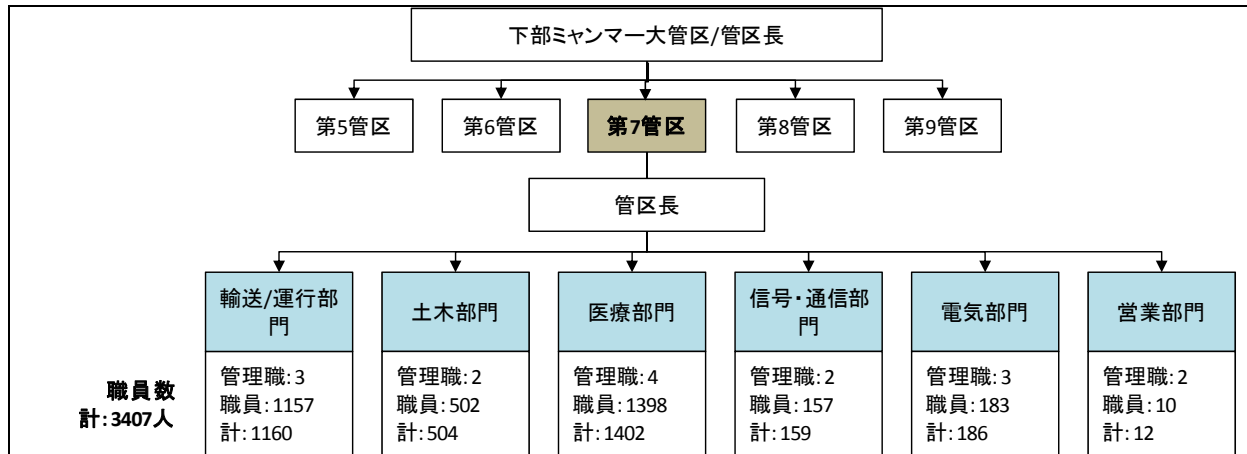 下部ミャンマー大管区/管区長
第5管区
第6管区
第7管区
第8管区
第9管区
管区長
輸送/運行部
門
土木部門
医療部門
信号・通信部
門
電気部門
営業部門
職員数
計：3407人
管理職：3
職員：1157
計：1160
管理職：2
職員：502
計：504
管理職：4
職員：1398
計：1402
管理職：2
職員：157
計：159
管理職：3
職員：183
計：186
管理職：2
職員：10
計：12